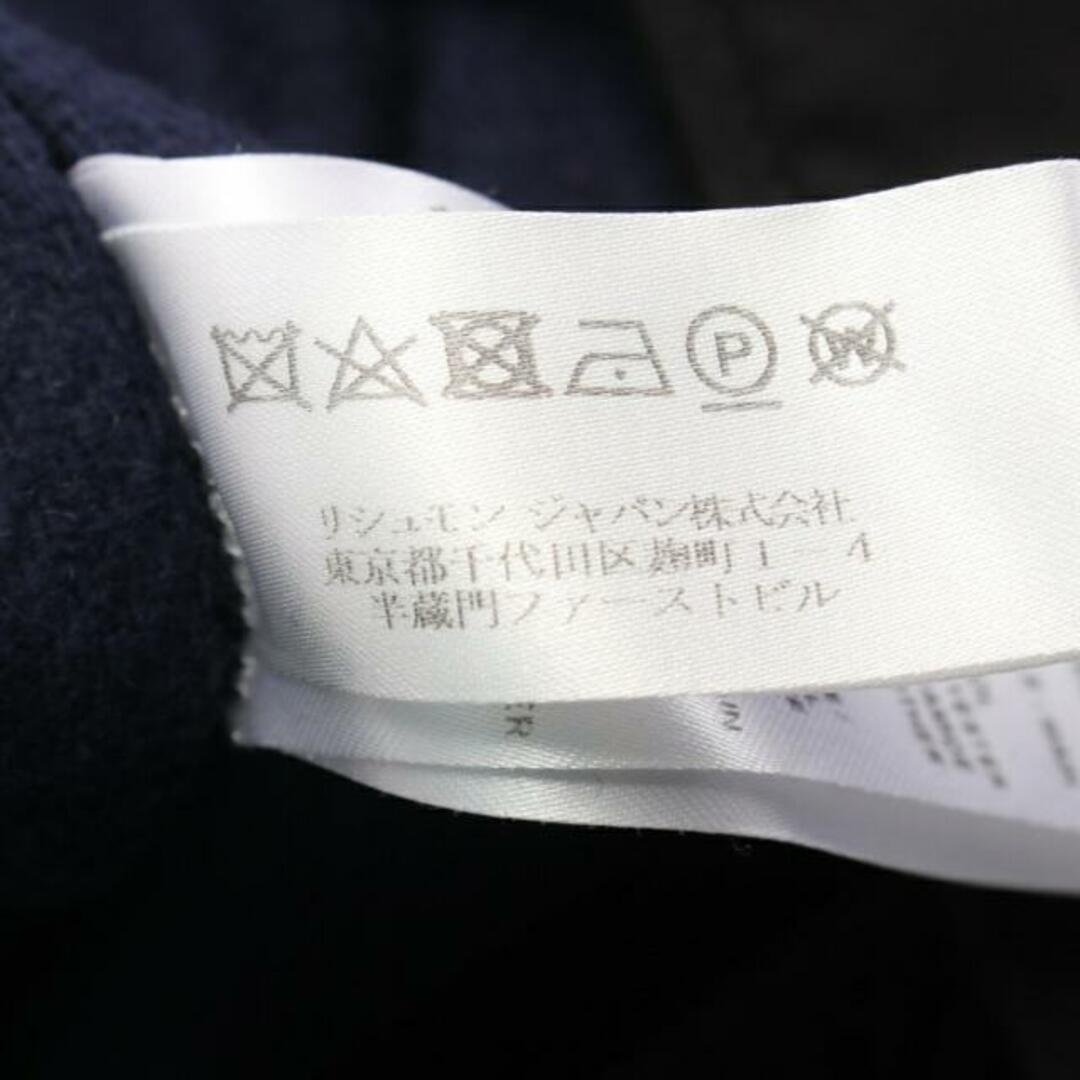 P W
リシュモン ジャパン株式会社
東京都千代田区麹町1-4
半蔵門ファーストビル